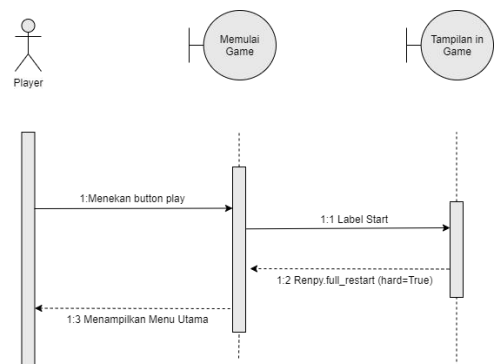 Player
Memulai
Game
Tampilan in
Game
1:Menekan button play
1:1 Label Start
1:2 Renpy.full_restart (hard=True)
1:3 Menampilkan Menu Utama